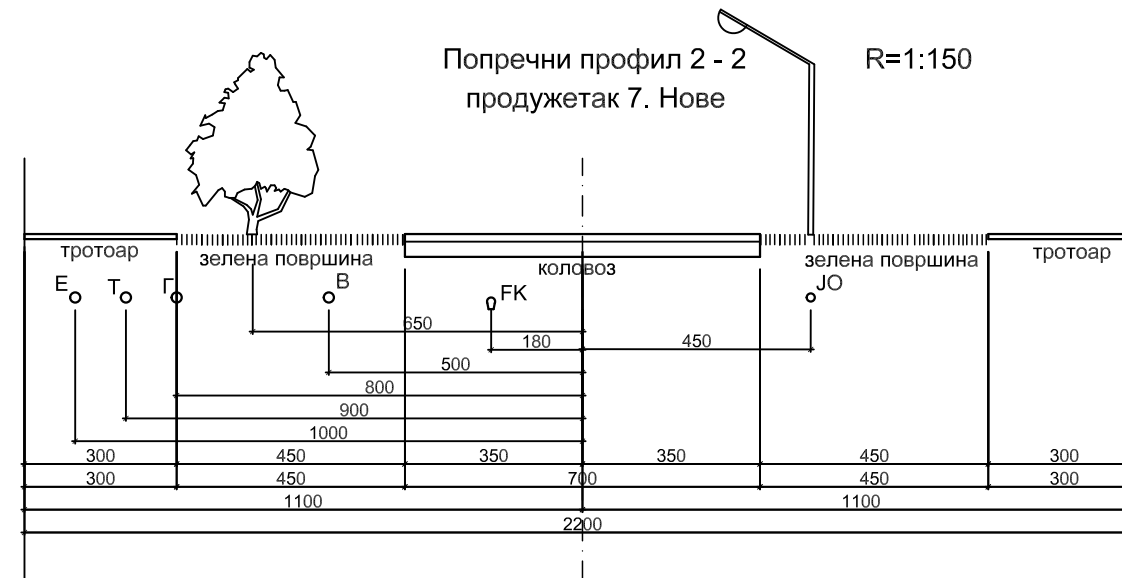 Попречни профил 2 - 2 R=1:150
продужетак 7. Нове
тротоар зелена површина коловоз зелена површина тротоар
Е Т Г В FK ЈО
650
180 450
500
800
900
1000
300 450 350 350 450 300
300 450 700 450 300
1100 1100
2200